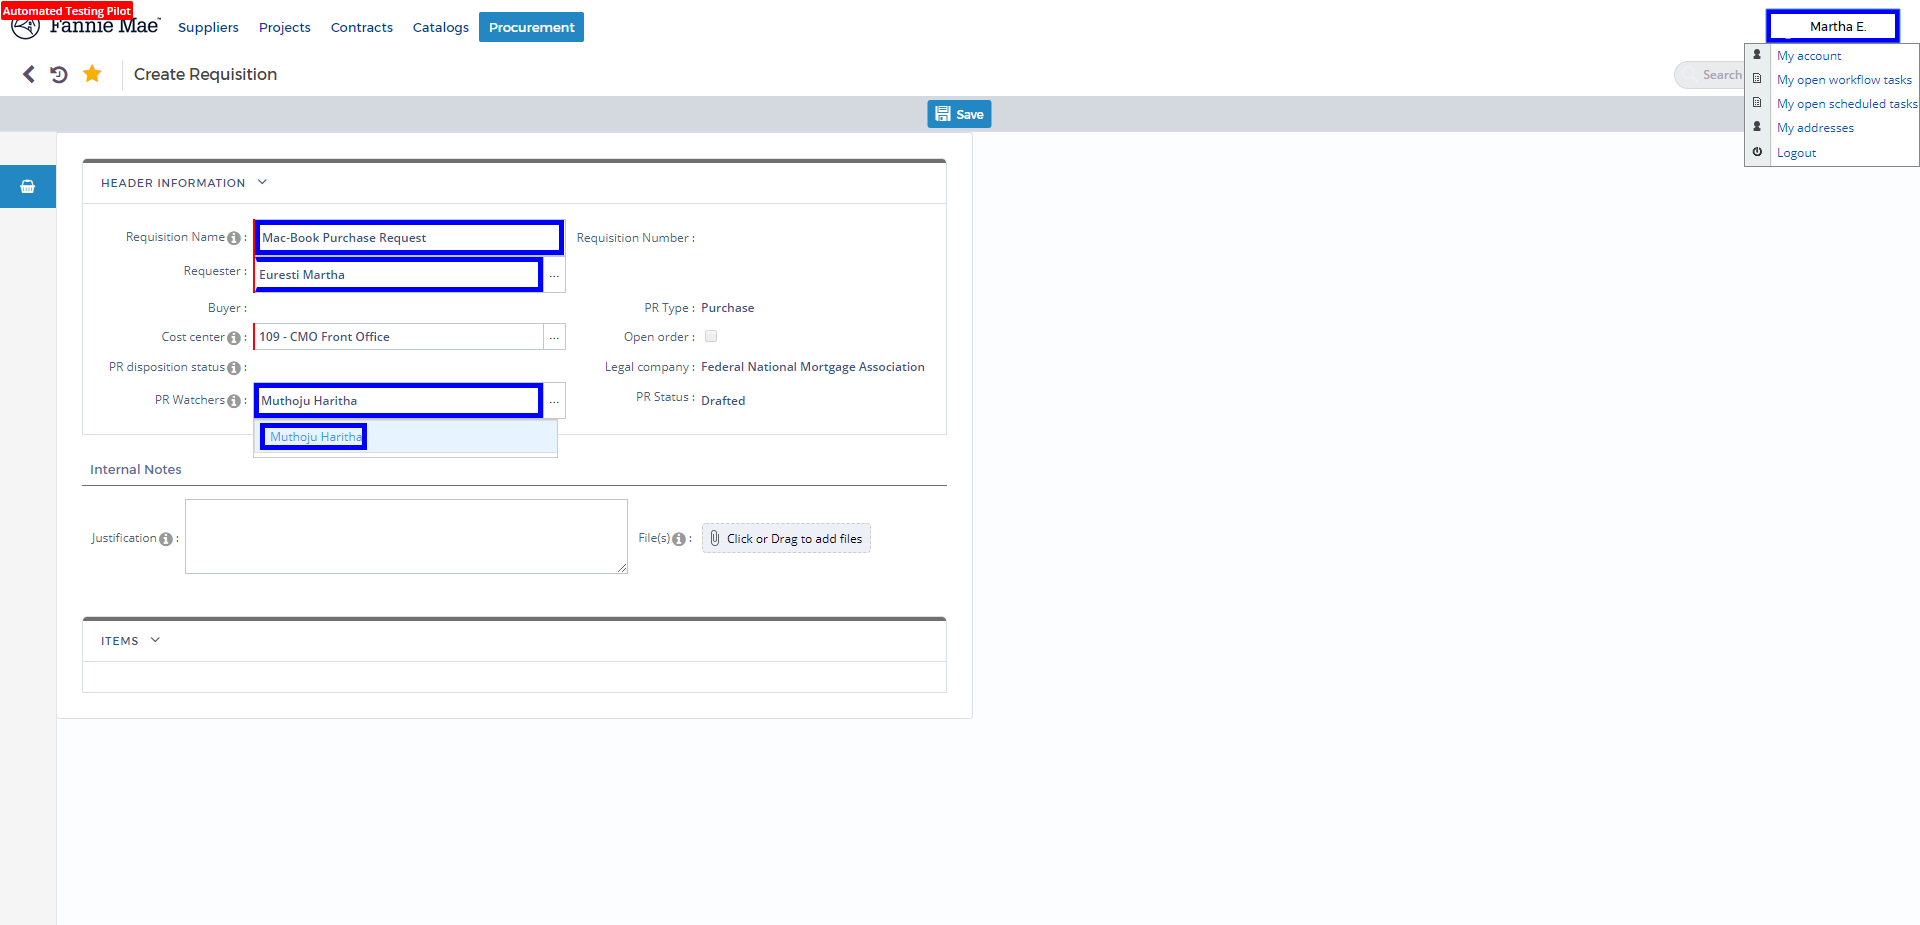 Automated Testing Pilot
Fannie Mae™
Suppliers
Projects
Contracts
Catalogs
Procurement
Martha E.
My account
My open workflow tasks
My open scheduled tasks
My addresses
Logout
Create Requisition
Search
Save
HEADER INFORMATION
Requisition Name :
Mac-Book Purchase Request
Requisition Number :
Requester :
Euresti Martha
...
Buyer :
PR Type :
Purchase
Cost center :
109 - CMO Front Office
...
Open order :
PR disposition status :
Legal company :
Federal National Mortgage Association
PR Watchers :
Muthoju Haritha
...
PR Status :
Drafted
Muthoju Haritha
Internal Notes
Justification :
File(s) :
Click or Drag to add files
ITEMS